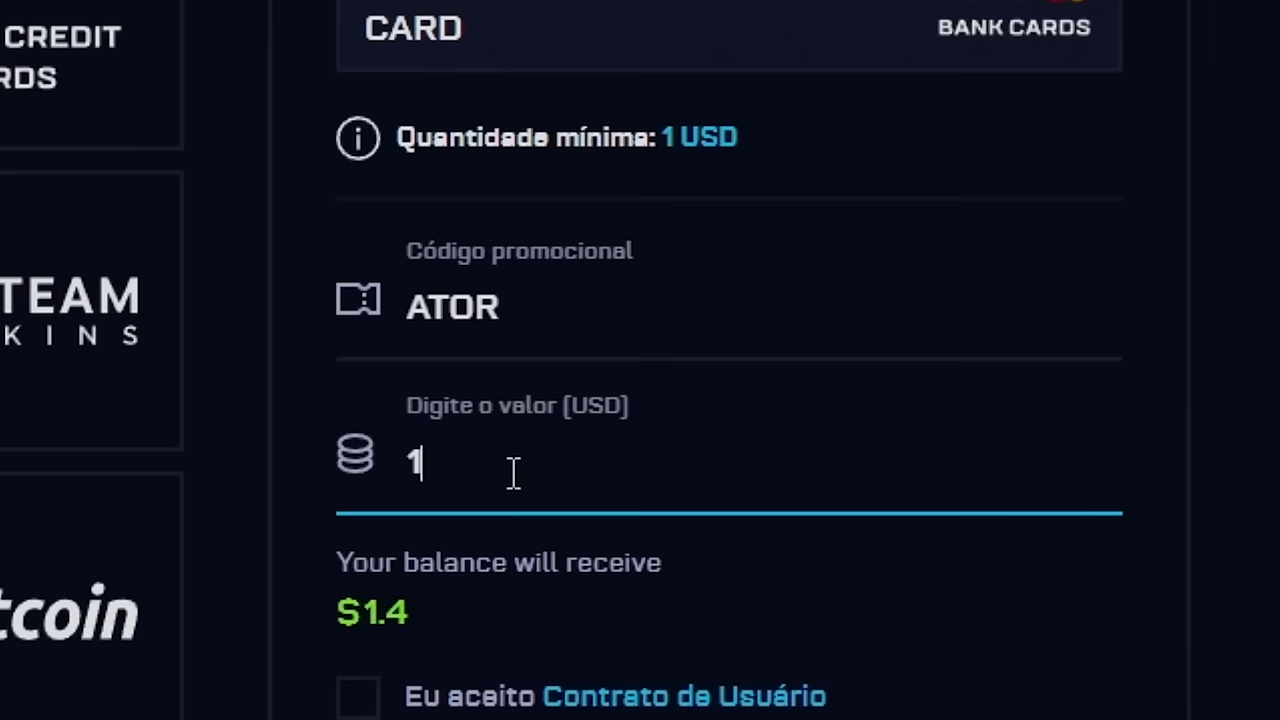 CREDIT
RDS
TEAM
KINS
tcoin
CARD
BANK CARDS
Quantidade mínima: 1 USD
Código promocional
ATOR
Digite o valor (USD)
1
Your balance will receive
$1.4
Eu aceito Contrato de Usuário